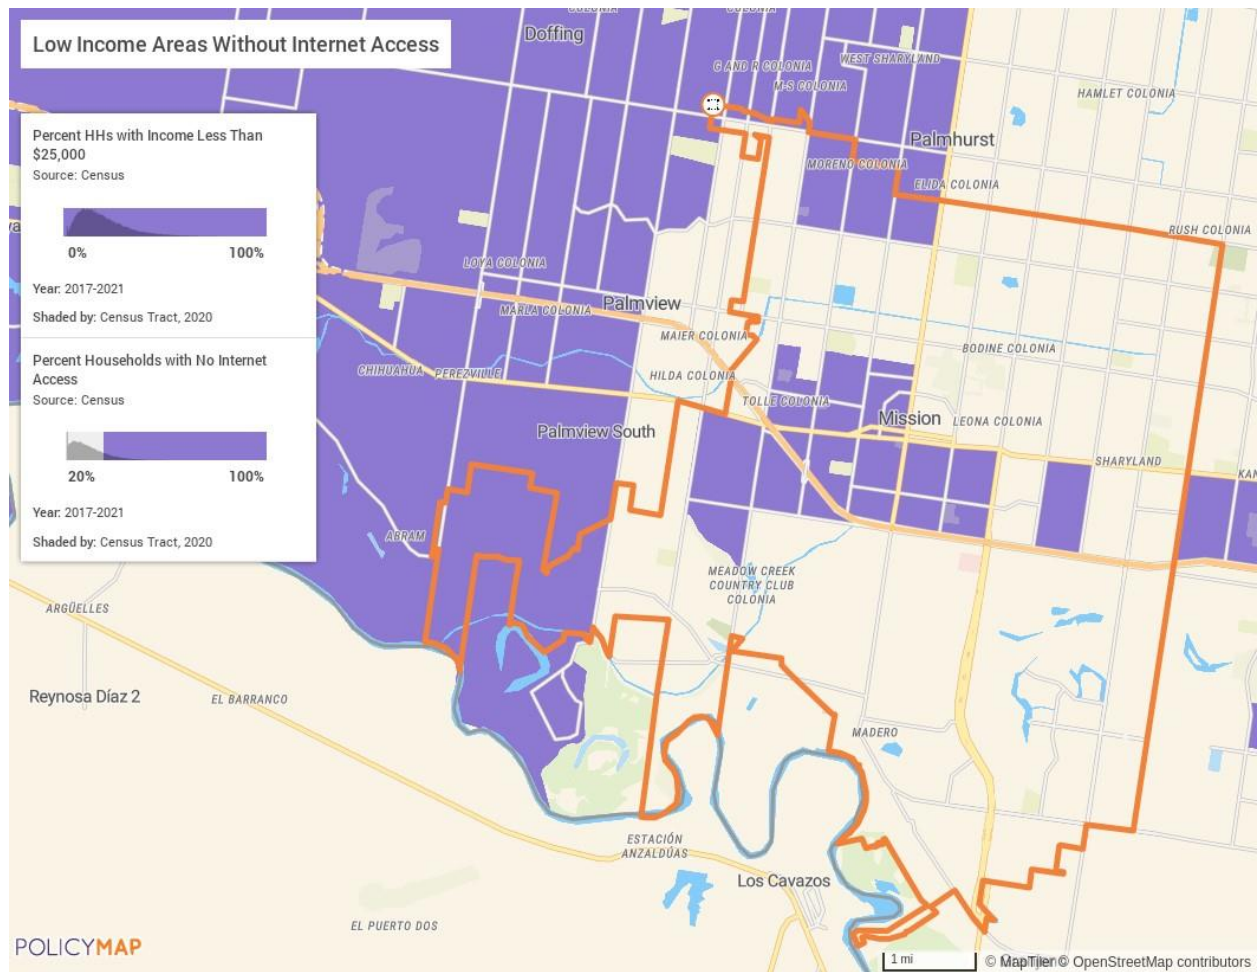 Low Income Areas Without Internet Access
Percent HHs with Income Less Than
$25,000
Source: Census
0%
100%
Year: 2017-2021
Shaded by: Census Tract, 2020
Percent Households with No Internet
Access
Source: Census
20%
100%
Year: 2017-2021
Shaded by: Census Tract, 2020
Doffing
COLONIA
G AND R COLONIA
WEST SHARYLAND
M-S COLONIA
HAMLET COLONIA
Palmhurst
MORENO COLONIA
ELIDA COLONIA
RUSH COLONIA
LOYA COLONIA
MARLA COLONIA
Palmview
MAIER COLONIA
BODINE COLONIA
CHIHUAHUA
PEREZVILLE
HILDA COLONIA
TOLLE COLONIA
Mission
LEONA COLONIA
Palmview South
SHARYLAND
KAN
ABRAM
MEADOW CREEK
COUNTRY CLUB
COLONIA
ARGÜELLES
Reynosa Díaz 2
EL BARRANCO
MADERO
ESTACIÓN
ANZALDÚAS
Los Cavazos
EL PUERTO DOS
POLICYMAP
1 mi
© MapTiler © OpenStreetMap contributors